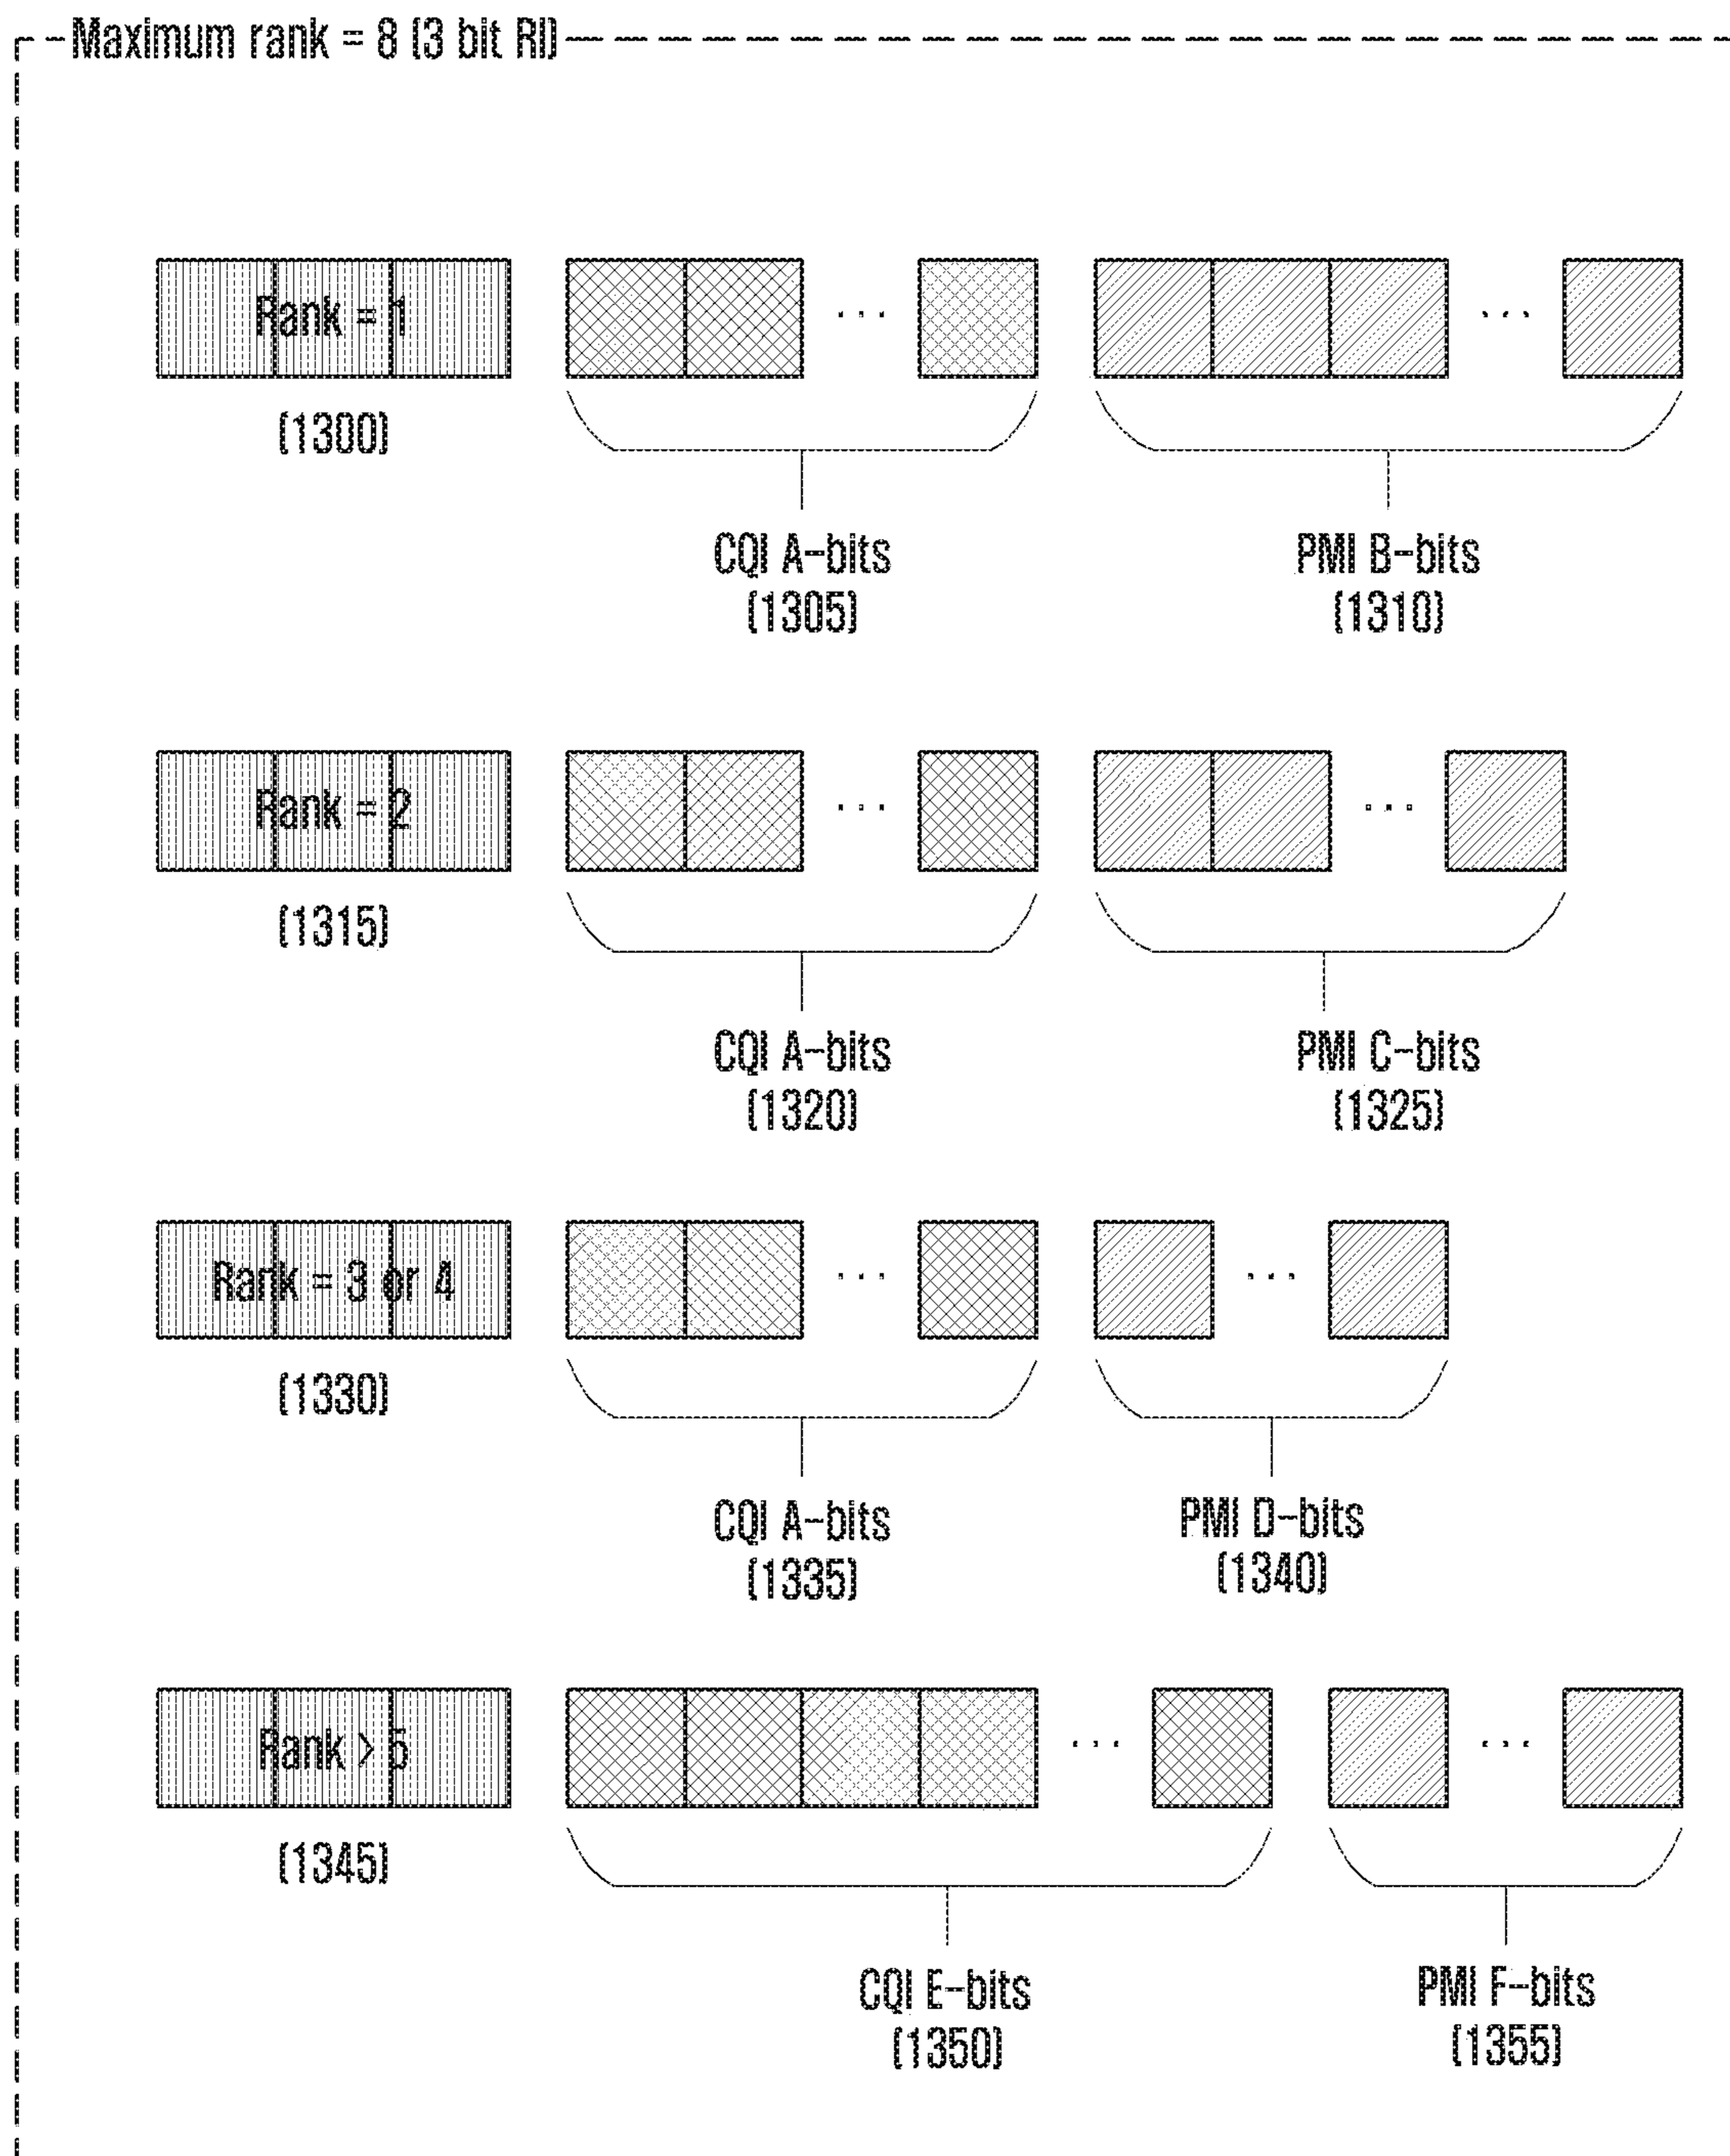 Maximum rank = 8 (3 bit RI)
Rank = 1
(1300)
CQI A-bits
(1305)
PMI B-bits
(1310)
Rank = 2
(1315)
CQI A-bits
(1320)
PMI C-bits
(1325)
Rank = 3 or 4
(1330)
CQI A-bits
(1335)
PMI D-bits
(1340)
Rank > 5
(1345)
CQI E-bits
(1350)
PMI F-bits
(1355)